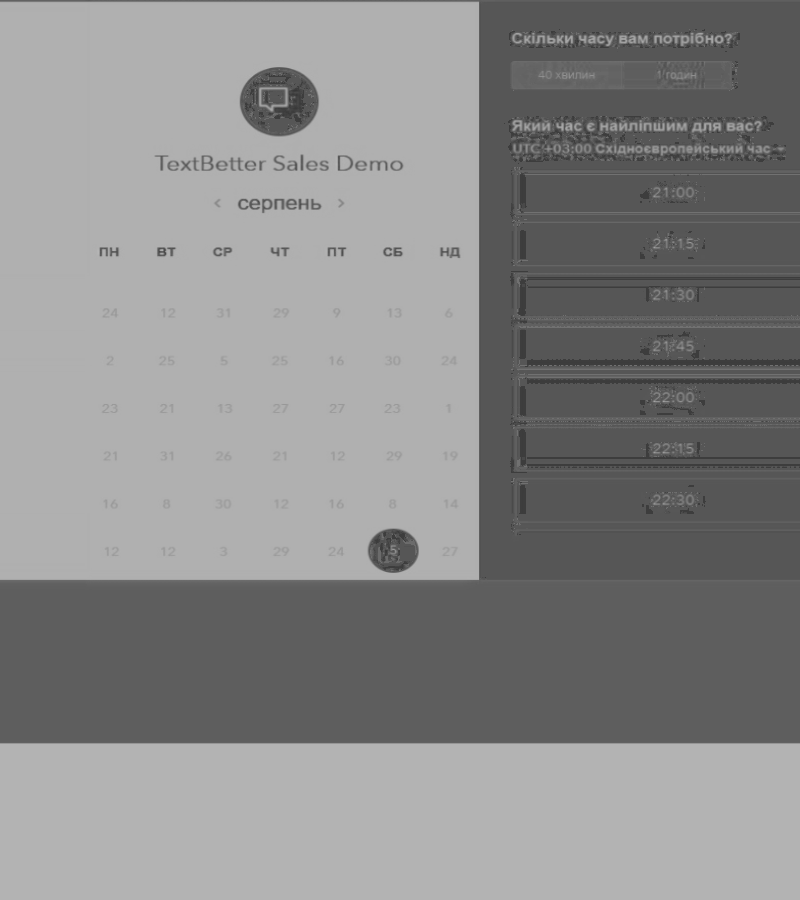 TextBetter Sales Demo
серпень
ПН ВТ СР ЧТ ПТ СБ НД
24 12 31 29 9 13 6
2 25 5 25 16 30 24
23 21 13 27 27 23 1
21 31 26 21 12 29 19
16 8 30 12 16 8 14
12 12 3 29 24 5 27
Скільки часу вам потрібно?
40 хвилин 1 годин
Який час є найліпшим для вас?
UTC +03:00 Східноєвропейський час
21:00
21:15
21:30
21:45
22:00
22:15
22:30